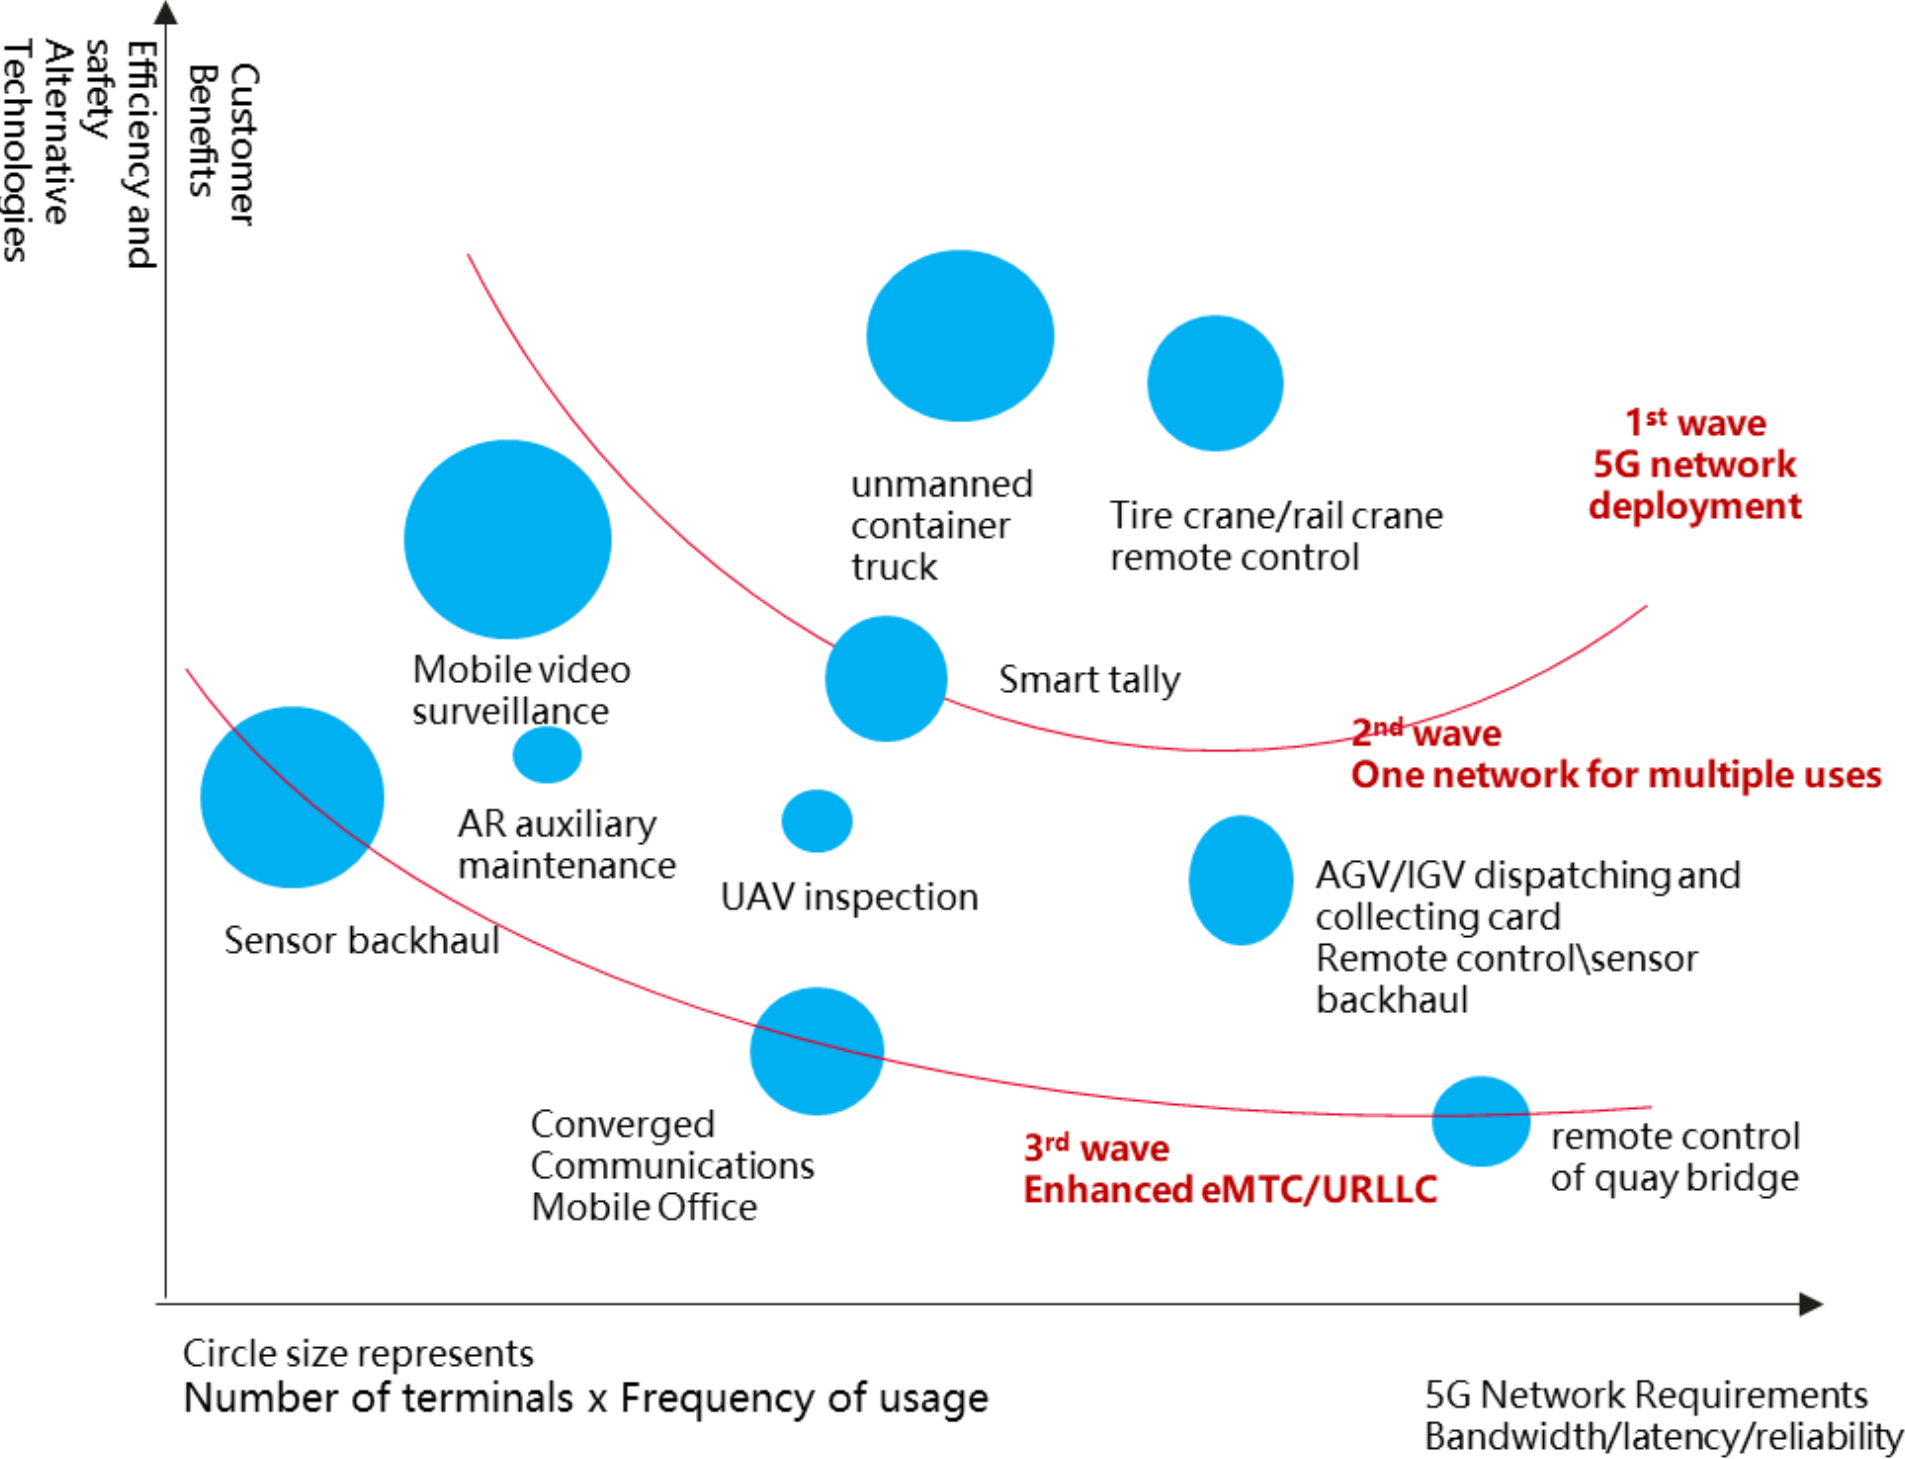 Customer
Benefits
Efficiency and
safety
Alternative
Technologies
1st wave
5G network
deployment
unmanned
container
truck
Tire crane/rail crane
remote control
Mobile video
surveillance
Smart tally
2nd wave
One network for multiple uses
AR auxiliary
maintenance
UAV inspection
AGV/IGV dispatching and
collecting card
Remote control\sensor
backhaul
Sensor backhaul
Converged
Communications
Mobile Office
3rd wave
Enhanced eMTC/URLLC
remote control
of quay bridge
Circle size represents
Number of terminals x Frequency of usage
5G Network Requirements
Bandwidth/latency/reliability